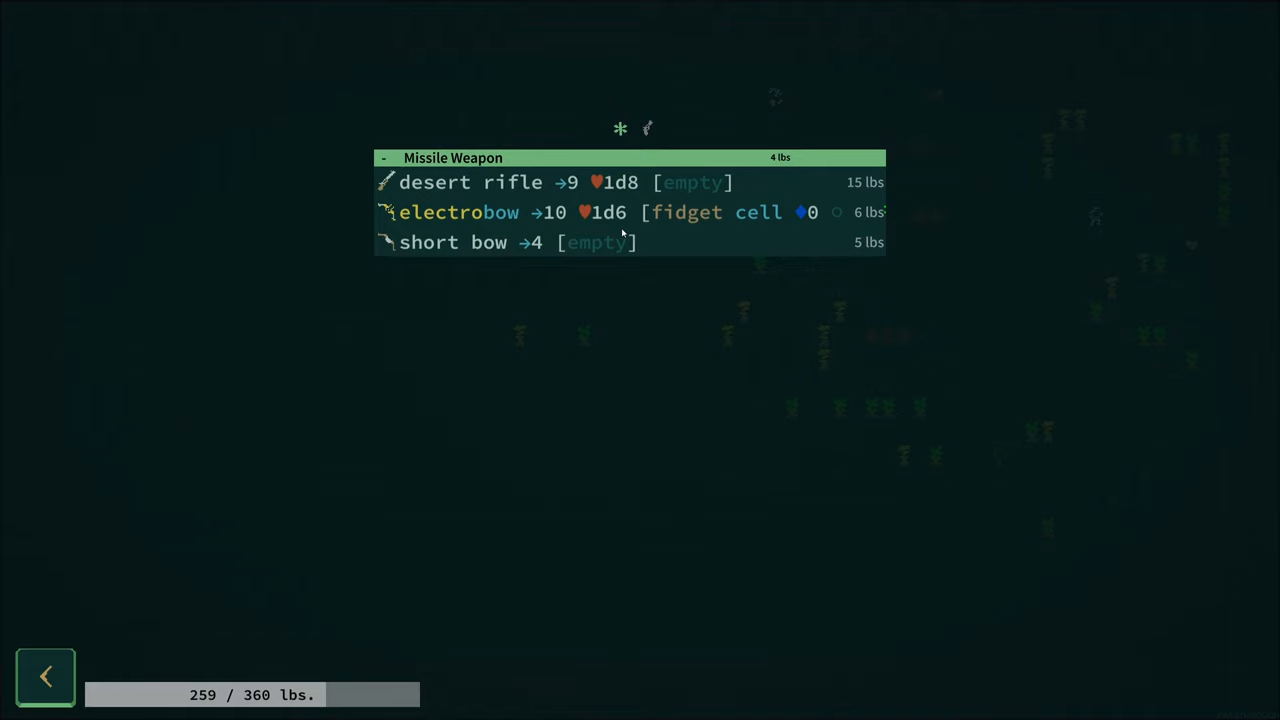 - Missile Weapon 4 lbs
desert rifle →9 ♥1d8 [empty] 15 lbs
electrobow →10 ♥1d6 [fidget cell ♦0 ○ 6 lbs
short bow →4 [empty] 5 lbs
259 / 360 lbs.